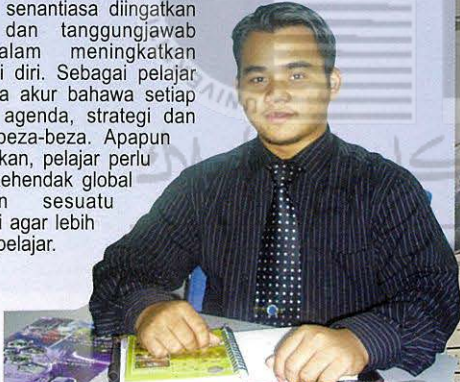 senantiasa diingatkan
dan tanggungjawab
alam meningkatkan
i diri. Sebagai pelajar
a akur bahawa setiap
agenda, strategi dan
beza-beza. Apapun
kan, pelajar perlu
ehendak global
n sesuatu
i agar lebih
pelajar.